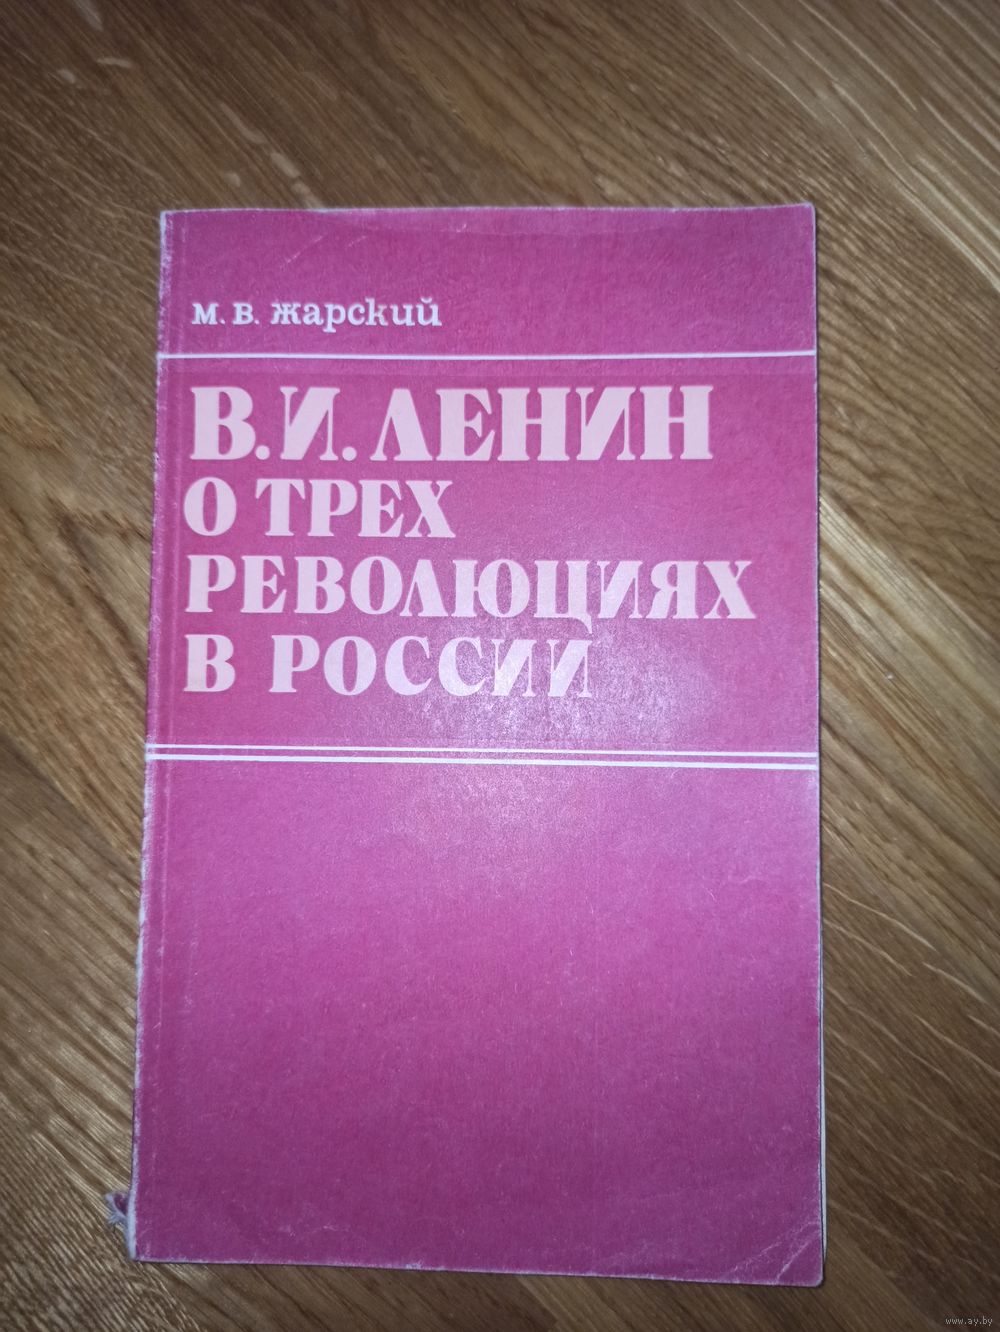 М. В. Жарский
В. И. ЛЕНИН
О ТРЕХ
РЕВОЛЮЦИЯХ
В РОССИИ
www.ay.by